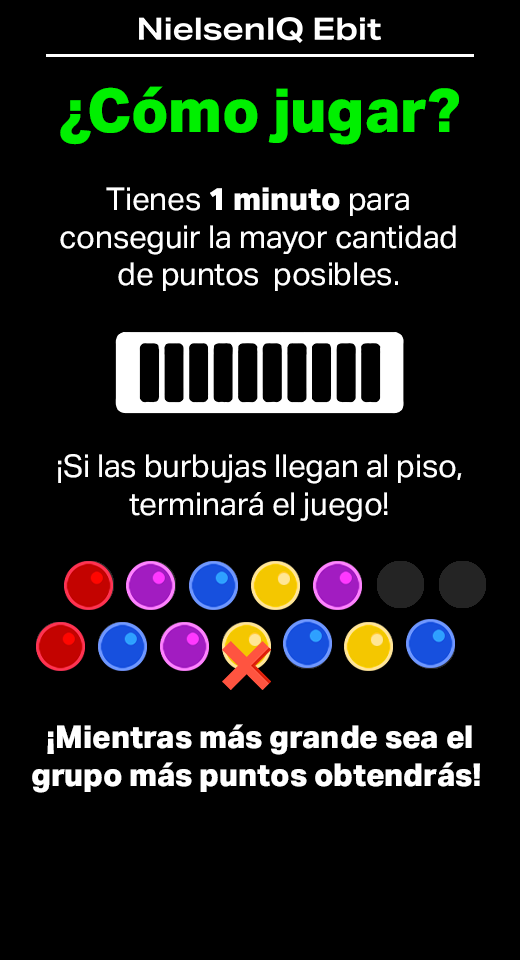 NielsenIQ Ebit
¿Cómo jugar?
Tienes 1 minuto para
conseguir la mayor cantidad
de puntos posibles.
¡Si las burbujas llegan al piso,
terminará el juego!
¡Mientras más grande sea el
grupo más puntos obtendrás!